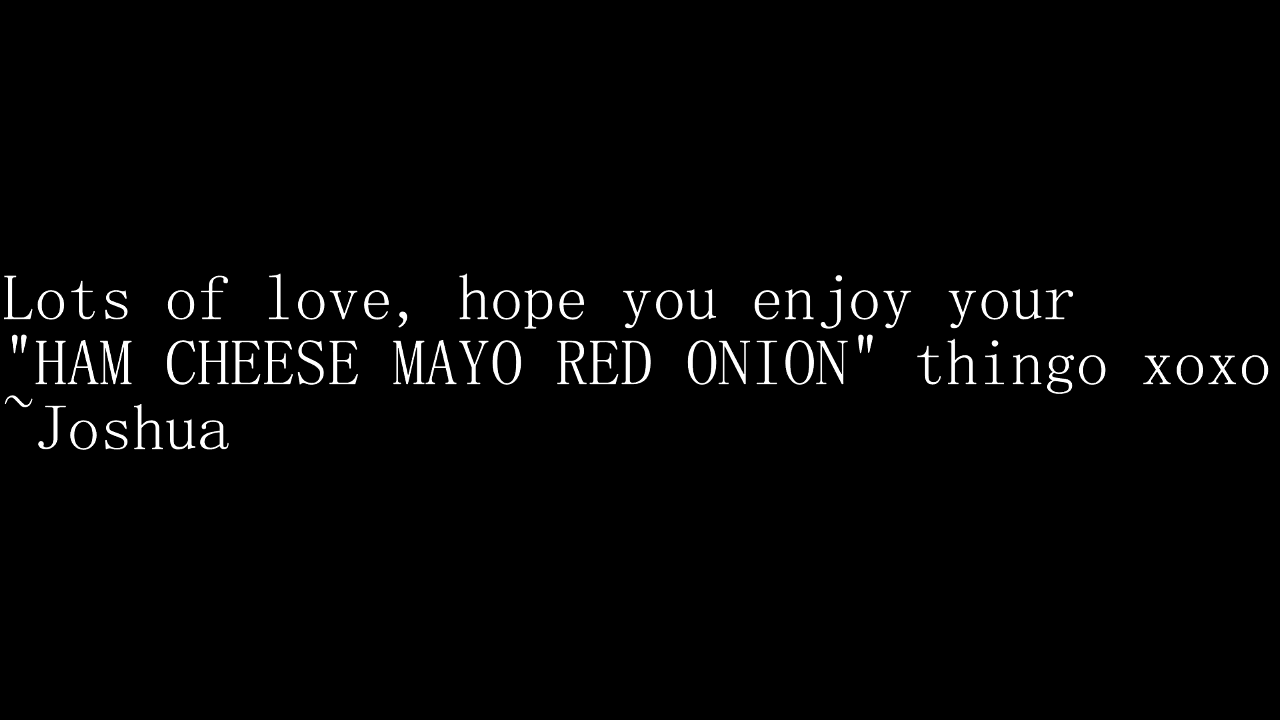 Lots of love, hope you enjoy your
"HAM CHEESE MAYO RED ONION" thingo xoxo
~Joshua